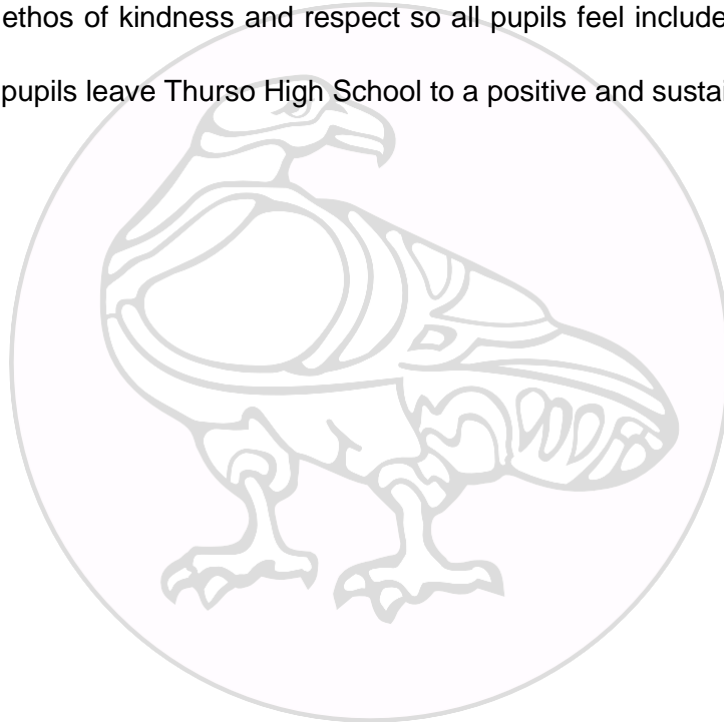 ethos of kindness and respect so all pupils feel include
pupils leave Thurso High School to a positive and sustai